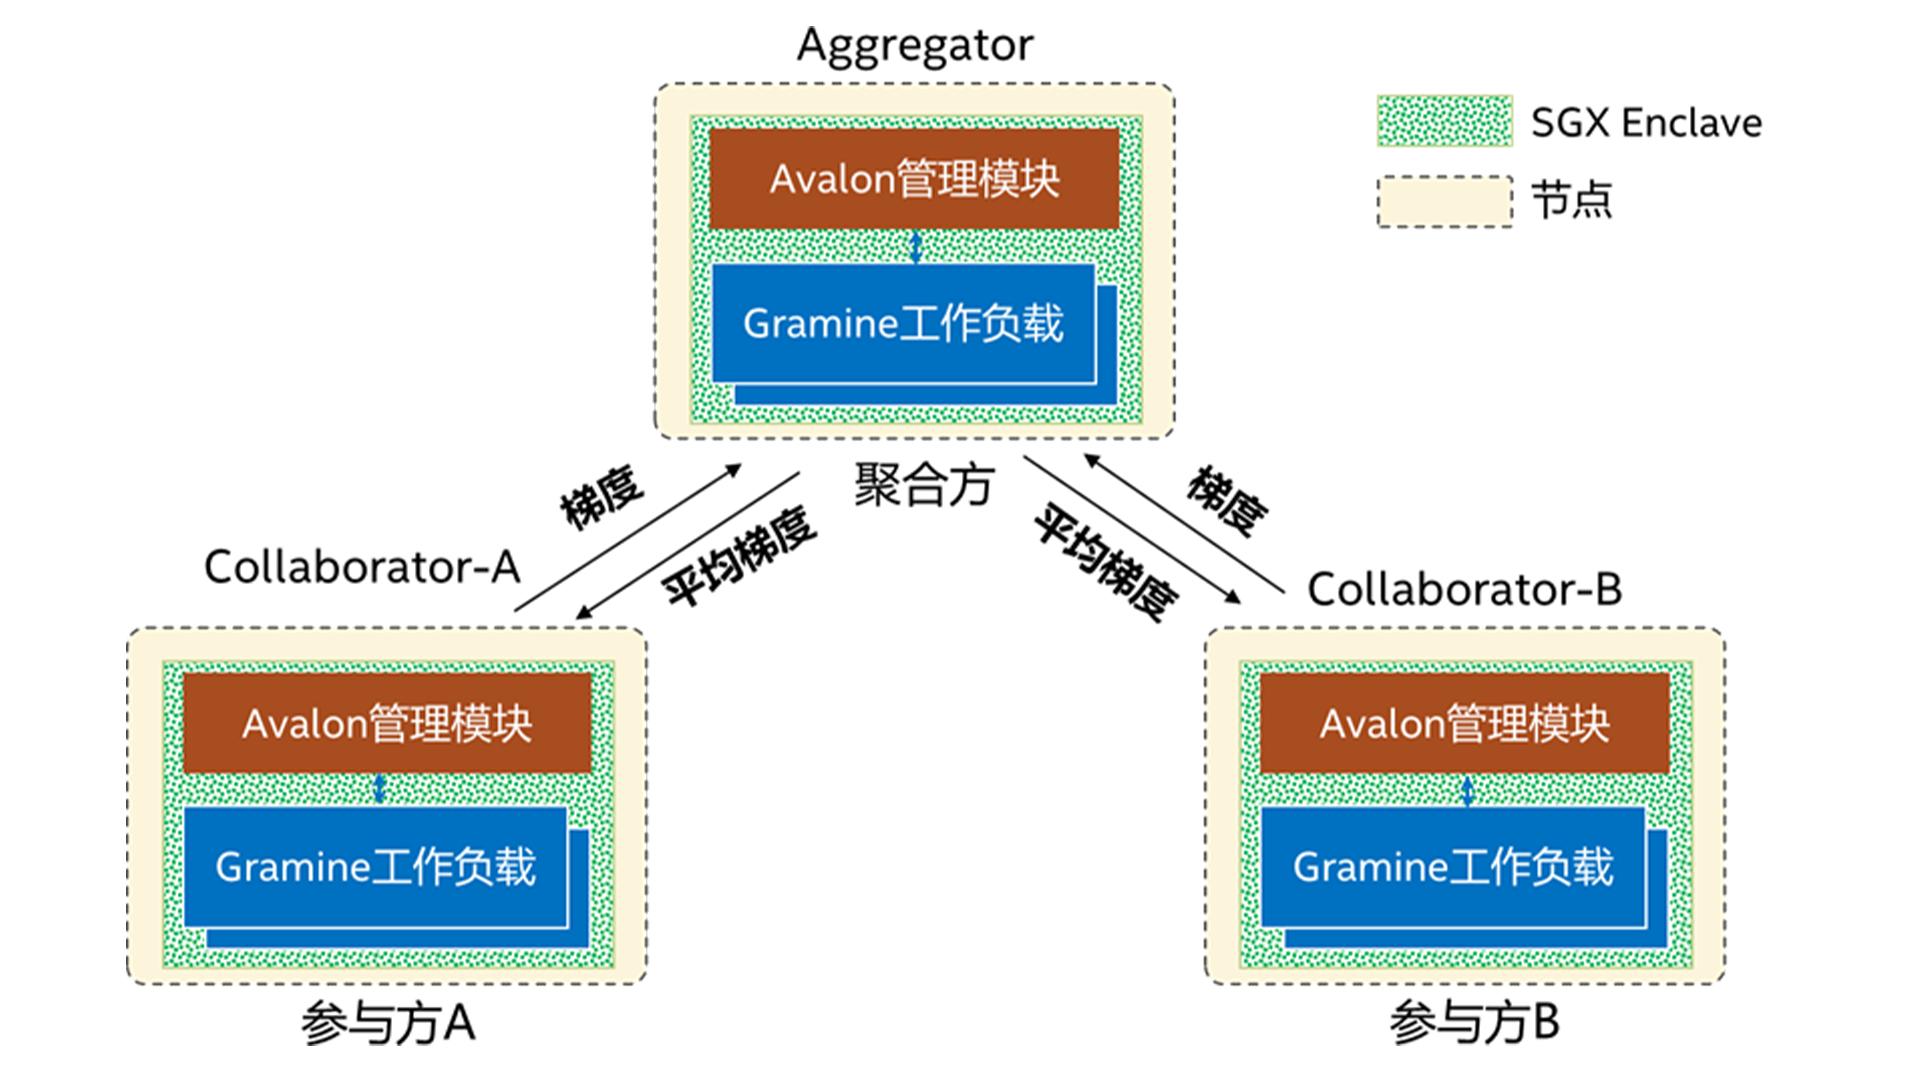 Aggregator
SGX Enclave
节点
Avalon管理模块
Gramine工作负载
聚合方
梯度
平均梯度
平均梯度
梯度
Collaborator-A
Avalon管理模块
Gramine工作负载
参与方A
Collaborator-B
Avalon管理模块
Gramine工作负载
参与方B